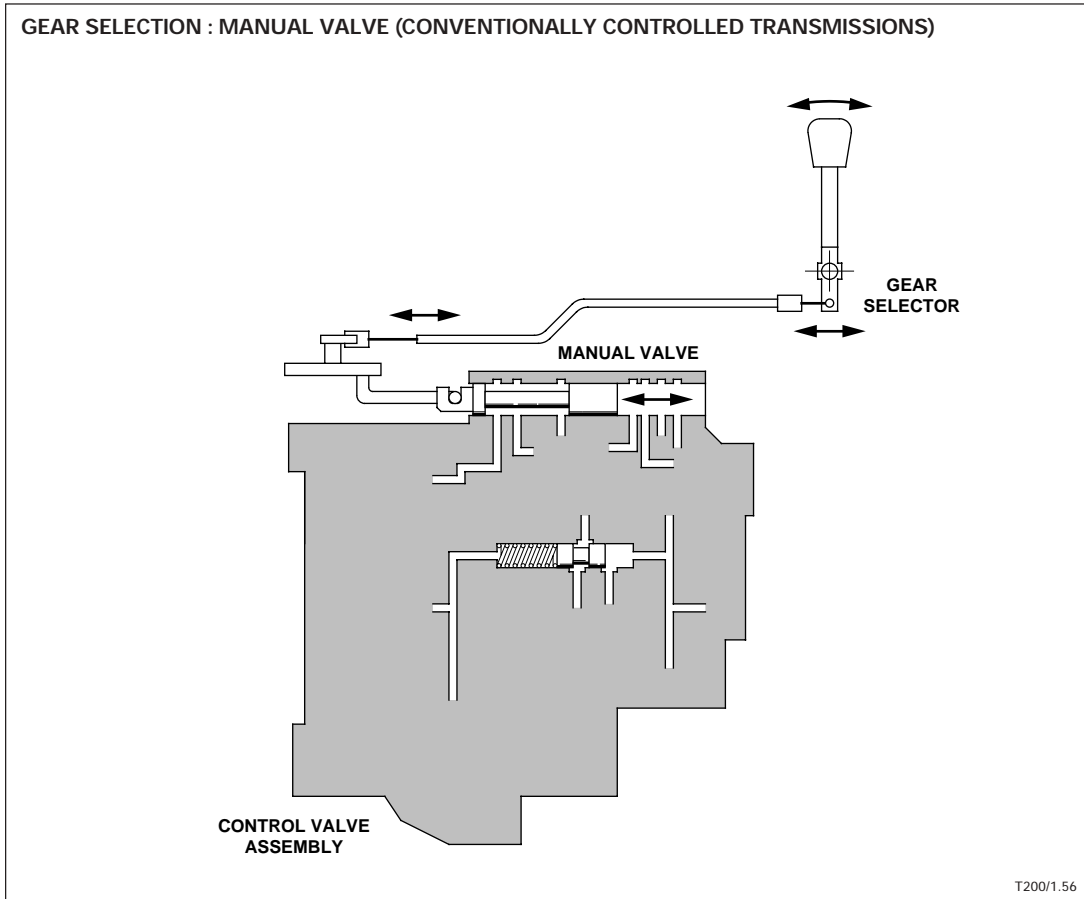 GEAR SELECTION : MANUAL VALVE (CONVENTIONALLY CONTROLLED TRANSMISSIONS)
GEAR
SELECTOR
MANUAL VALVE
CONTROL VALVE
ASSEMBLY
T200/1.56